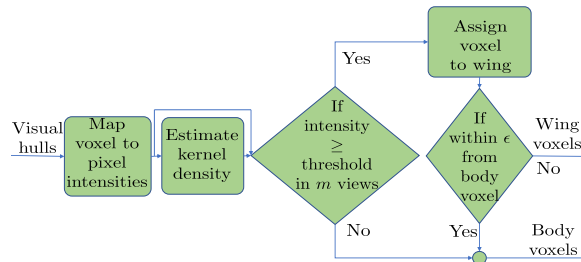 Visual
hulls
Map
voxel to
pixel
intensities
Estimate
kernel
density
If
intensity
≥
threshold
in m views
Yes
No
Assign
voxel
to wing
If
within ϵ
from
body
voxel
Yes
Wing
voxels
No
Body
voxels